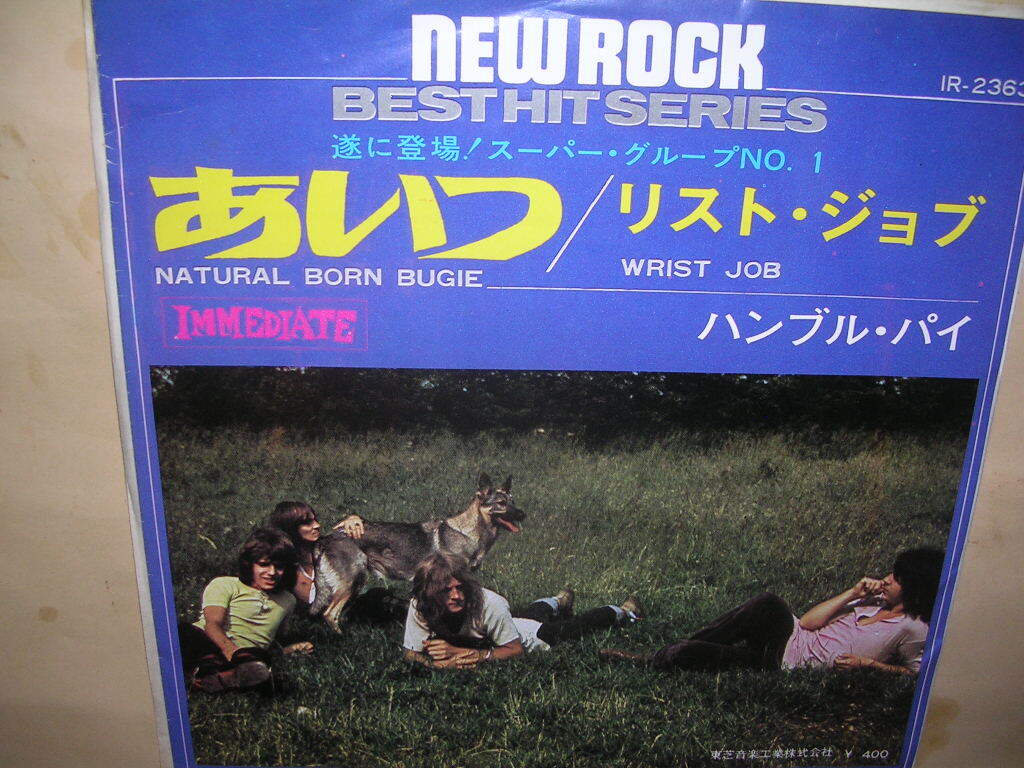 NEW ROCK
IR-2363
BEST HIT SERIES
遂に登場!スーパー・グループNO. 1
あいつ/リスト・ジョブ
NATURAL BORN BUGIE
WRIST JOB
IMMEDIATE
ハンブル・パイ
東芝音楽工業株式会社 ¥ 400